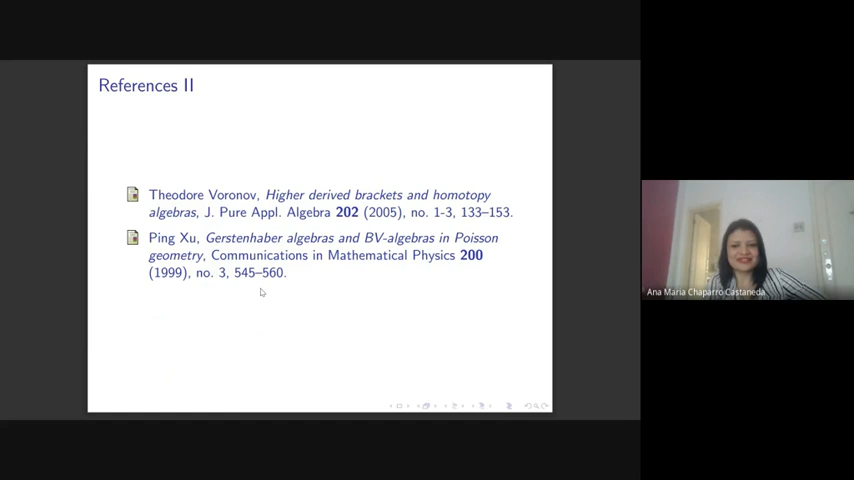 References II
Theodore Voronov, Higher derived brackets and homotopy
algebras, J. Pure Appl. Algebra 202 (2005), no. 1-3, 133–153.
Ping Xu, Gerstenhaber algebras and BV-algebras in Poisson
geometry, Communications in Mathematical Physics 200
(1999), no. 3, 545–560.
Ana Maria Chaparro Castaneda